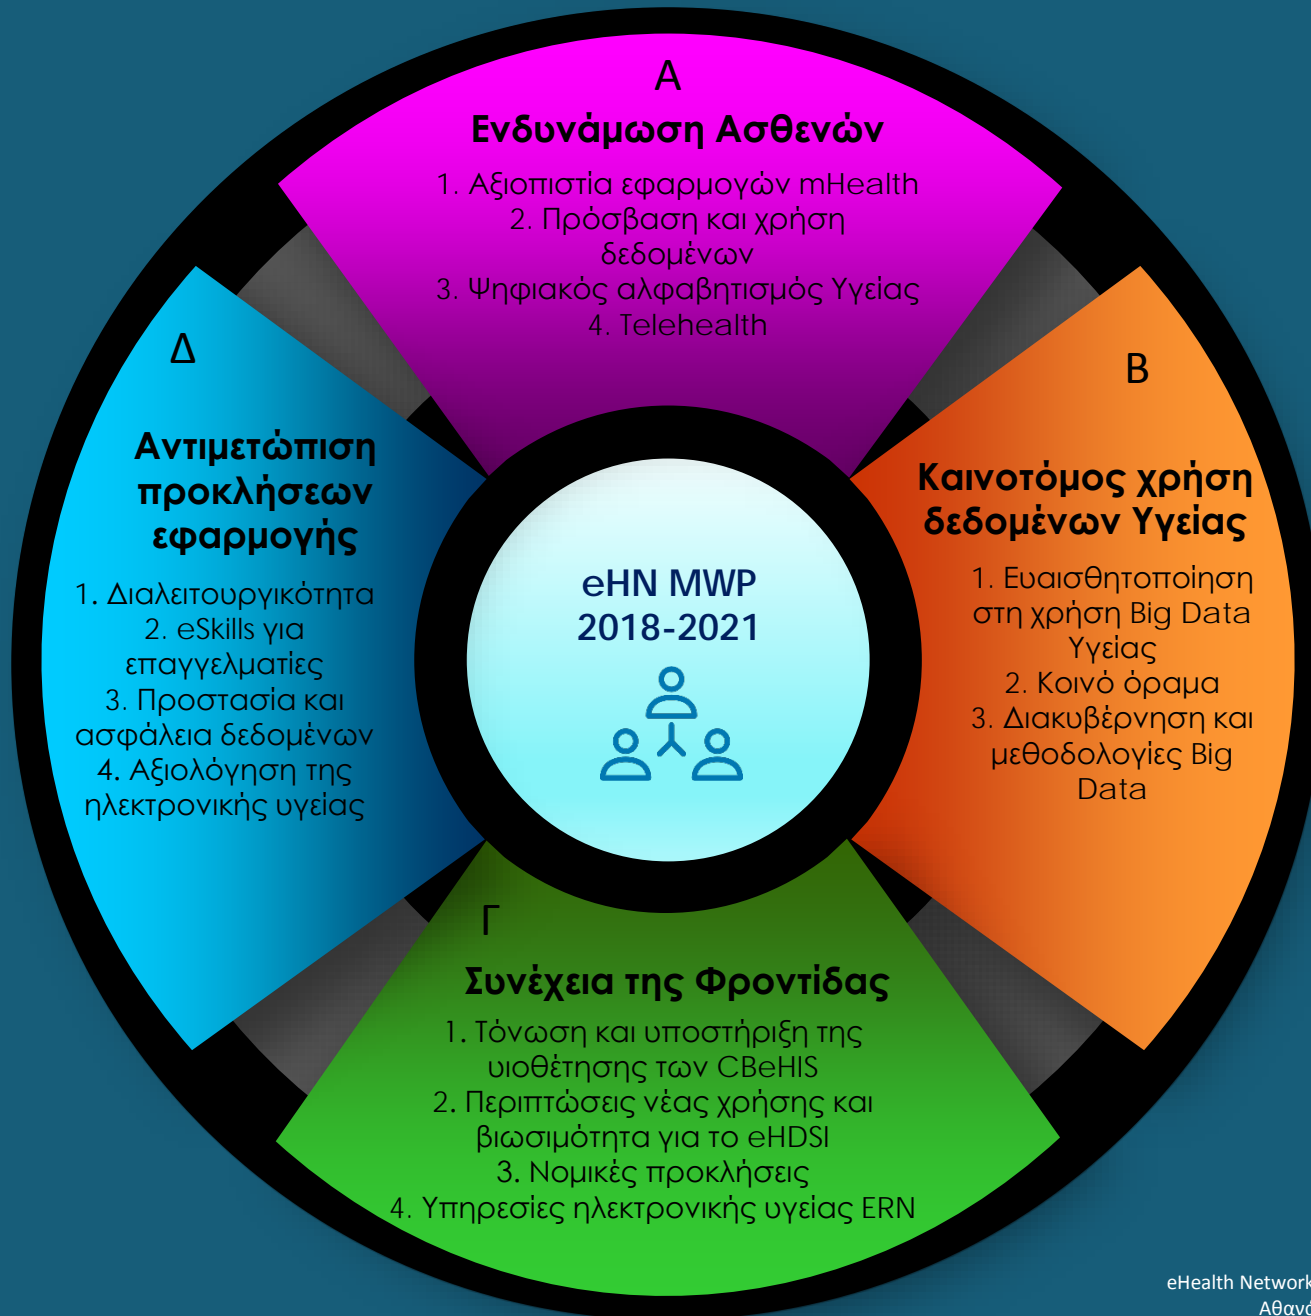 Α
Ενδυνάμωση Ασθενών
1. Αξιοπιστία εφαρμογών mHealth
2. Πρόσβαση και χρήση
δεδομένων
3. Ψηφιακός αλφαβητισμός Υγείας
4. Telehealth
Β
Καινοτόμος χρήση
δεδομένων Υγείας
1. Ευαισθητοποίηση
στη χρήση Big Data
Υγείας
2. Κοινό όραμα
3. Διακυβέρνηση και
μεθοδολογίες Big
Data
Γ
Συνέχεια της Φροντίδας
1. Τόνωση και υποστήριξη της
υιοθέτησης των CBeHIS
2. Περιπτώσεις νέας χρήσης και
βιωσιμότητα για το eHDSI
3. Νομικές προκλήσεις
4. Υπηρεσίες ηλεκτρονικής υγείας ERN
Δ
Αντιμετώπιση
προκλήσεων
εφαρμογής
1. Διαλειτουργικότητα
2. eSkills για
επαγγελματίες
3. Προστασία και
ασφάλεια δεδομένων
4. Αξιολόγηση της
ηλεκτρονικής υγείας
eHN MWP
2018-2021
eHealth Network